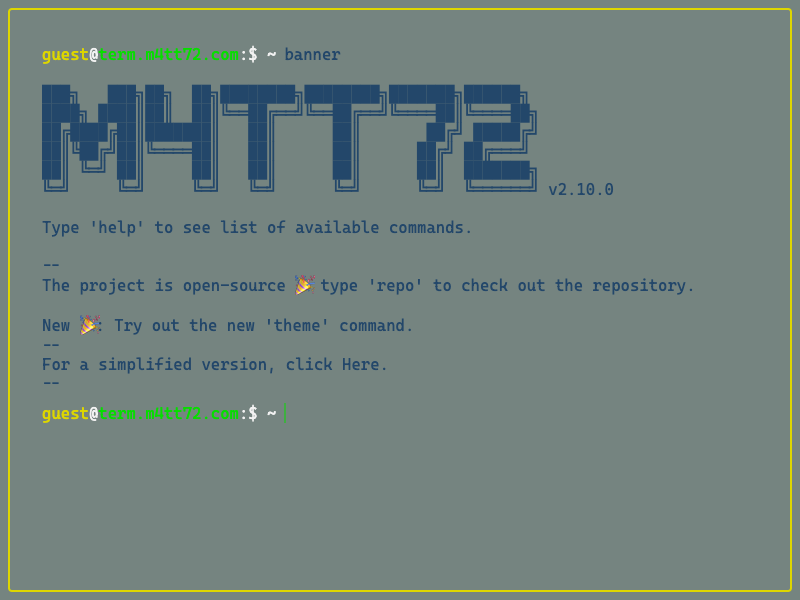 guest@term.m4tt72.com:$ ~ banner
M4TT72 v2.10.0
Type 'help' to see list of available commands.
--
The project is open-source 🎉 type 'repo' to check out the repository.
New 🎉: Try out the new 'theme' command.
--
For a simplified version, click Here.
--
guest@term.m4tt72.com:$ ~